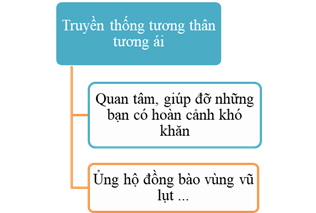 Truyền thống tương thân
tương ái
Quan tâm, giúp đỡ những
bạn có hoàn cảnh khó
khăn
Ủng hộ đồng bào vùng vũ
lụt ...